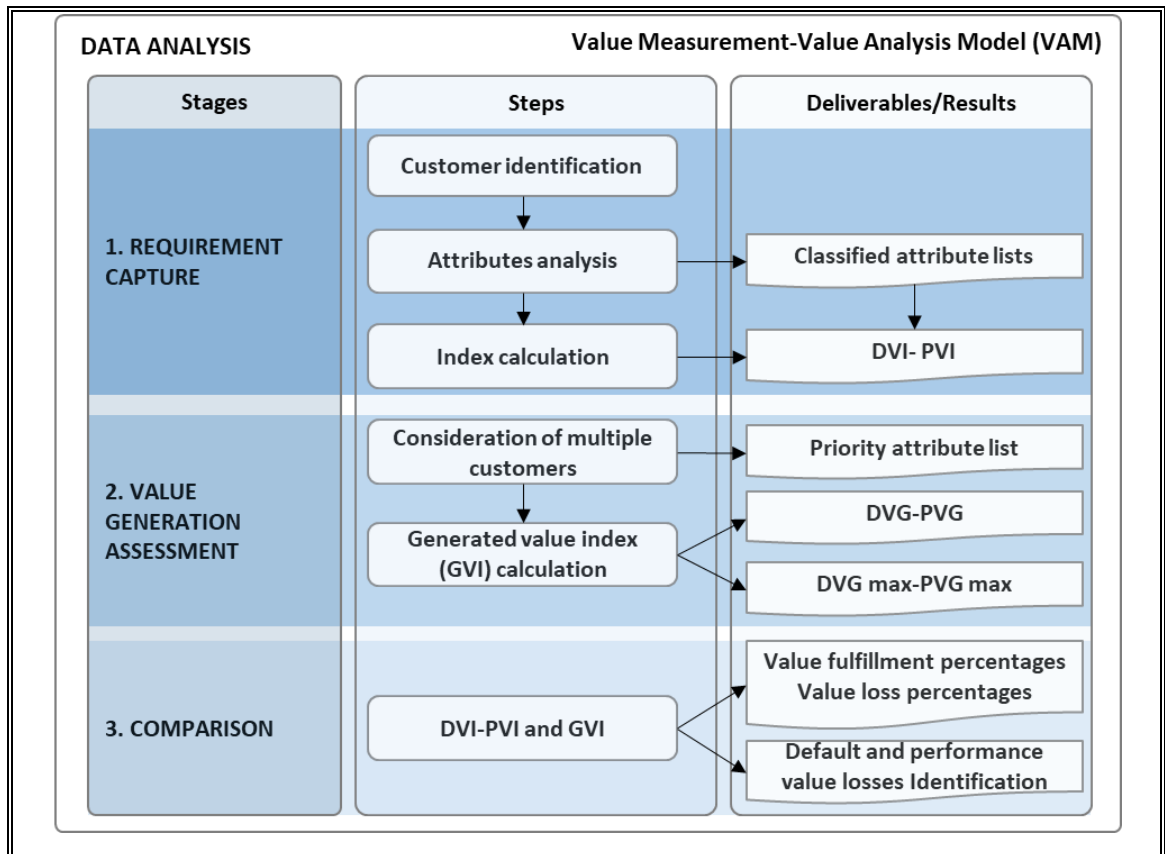 DATA ANALYSIS
Value Measurement-Value Analysis Model (VAM)
Stages
Steps
Deliverables/Results
1. REQUIREMENT
CAPTURE
Customer identification
Attributes analysis
Classified attribute lists
Index calculation
DVI- PVI
2. VALUE
GENERATION
ASSESSMENT
Consideration of multiple
customers
Priority attribute list
Generated value index
(GVI) calculation
DVG-PVG
DVG max-PVG max
3. COMPARISON
DVI-PVI and GVI
Value fulfillment percentages
Value loss percentages
Default and performance
value losses Identification